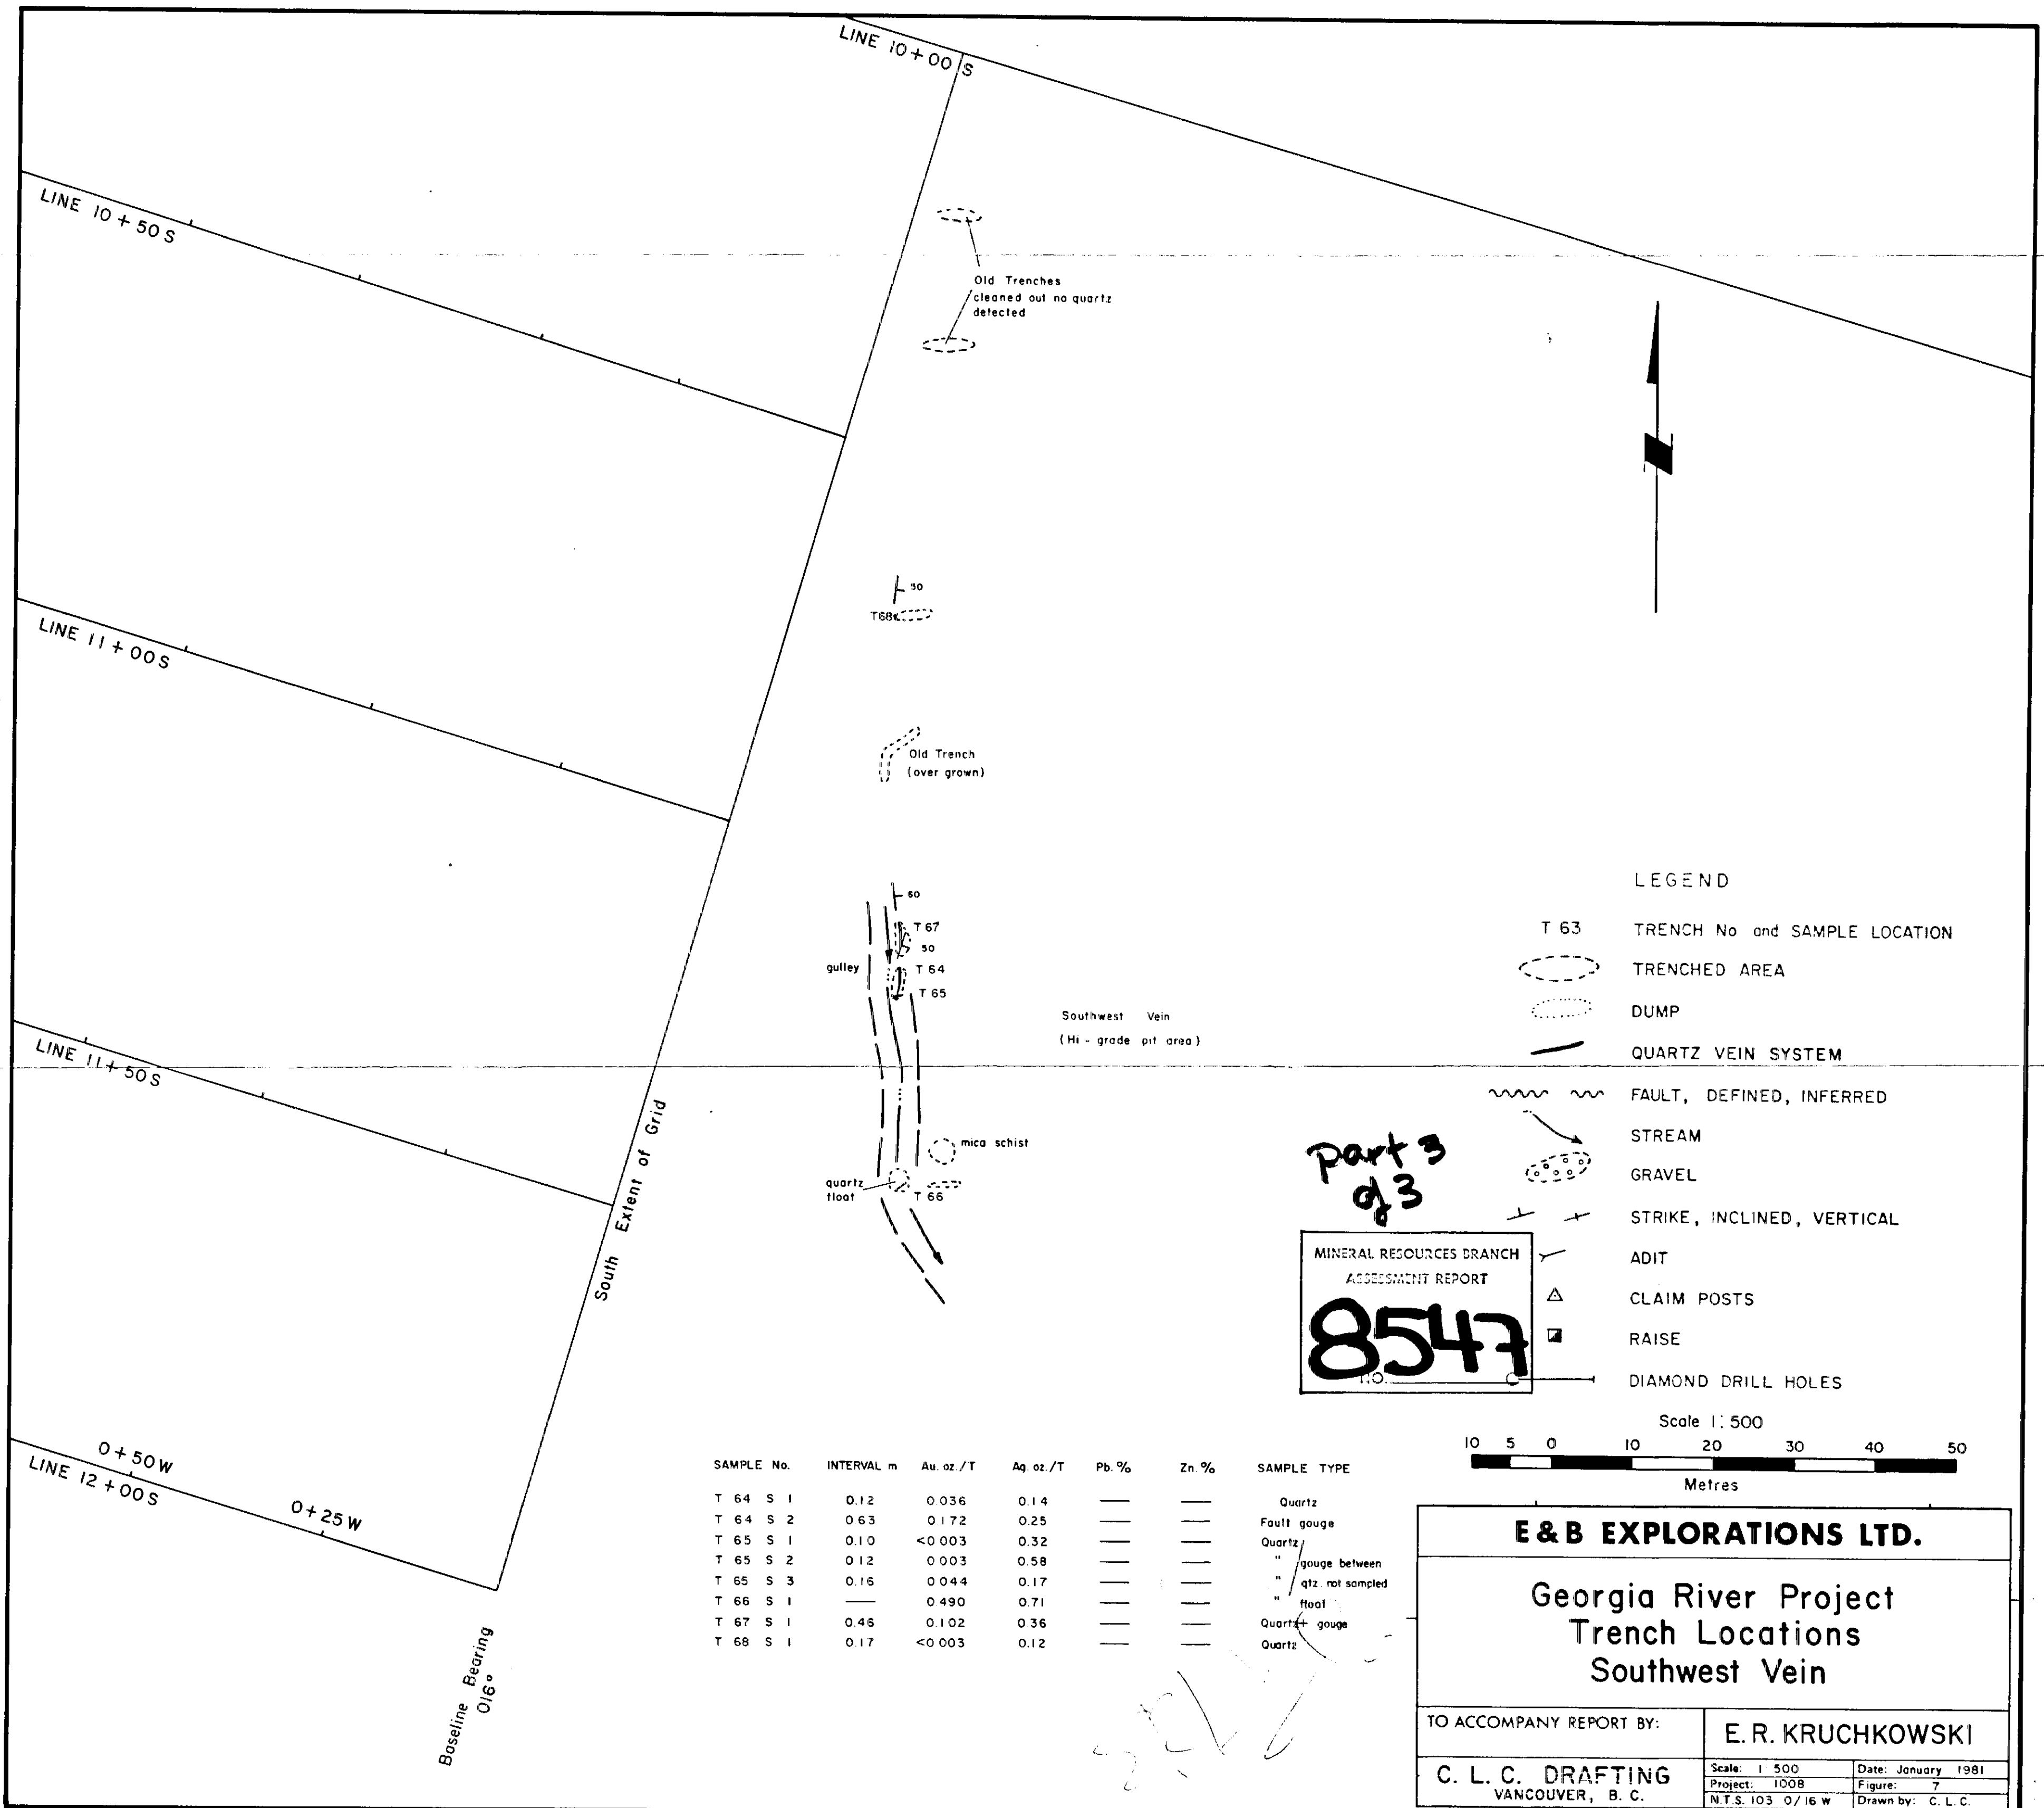 LINE 10+00 S
LINE 10+50 S
Old Trenches
cleaned out no quartz
detected
50
T68
LINE 11+00 S
Old Trench
(over grown)
60
T 67
50
gulley
T 64
T 65
Southwest Vein
(Hi - grade pit area)
LINE 11+50 S
South Extent of Grid
mica schist
quartz
float
T 66
LEGEND
T 63 TRENCH No and SAMPLE LOCATION
TRENCHED AREA
DUMP
QUARTZ VEIN SYSTEM
FAULT, DEFINED, INFERRED
STREAM
GRAVEL
STRIKE, INCLINED, VERTICAL
ADIT
CLAIM POSTS
RAISE
DIAMOND DRILL HOLES
part 3
of 3
MINERAL RESOURCES BRANCH
ASSESSMENT REPORT
8547
NO.
Scale 1:500
10 5 0 10 20 30 40 50
Metres
0+50W
LINE 12+00S
0+25W
Baseline Bearing
016°
SAMPLE No. INTERVAL m Au. oz./T Ag. oz./T Pb. % Zn. % SAMPLE TYPE
T 64 S 1 0.12 0.036 0.14 — — Quartz
T 64 S 2 0.63 0.172 0.25 — — Fault gouge
T 65 S 1 0.10 <0.003 0.32 — — Quartz
T 65 S 2 0.12 0.003 0.58 — — " gouge between
T 65 S 3 0.16 0.044 0.17 — — " qtz. not sampled
T 66 S 1 — 0.490 0.71 — — " float
T 67 S 1 0.46 0.102 0.36 — — Quartz + gouge
T 68 S 1 0.17 <0.003 0.12 — — Quartz
E & B EXPLORATIONS LTD.
Georgia River Project
Trench Locations
Southwest Vein
TO ACCOMPANY REPORT BY: E. R. KRUCHKOWSKI
C. L. C. DRAFTING
VANCOUVER, B. C.
Scale: 1:500 Date: January 1981
Project: 1008 Figure: 7
N.T.S. 103 O/16 W Drawn by: C. L. C.